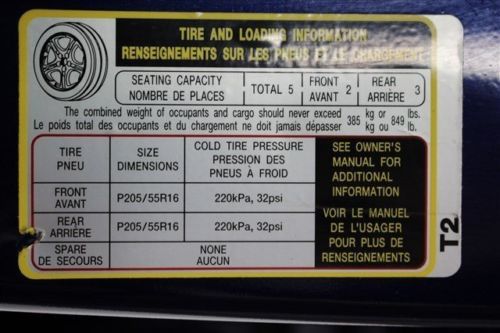 TIRE AND LOADING INFORMATION
RENSEIGNEMENTS SUR LES PNEUS ET LE CHARGEMENT
SEATING CAPACITY
NOMBRE DE PLACES
TOTAL 5
FRONT
AVANT 2
REAR
ARRIÈRE 3
The combined weight of occupants and cargo should never exceed 385 kg or 849 lbs.
Le poids total des occupants et du chargement ne doit jamais dépasser kg ou lb.
TIRE
PNEU
SIZE
DIMENSIONS
COLD TIRE PRESSURE
PRESSION DES
PNEUS À FROID
SEE OWNER'S
MANUAL FOR
ADDITIONAL
INFORMATION
FRONT
AVANT
P205/55R16
220kPa, 32psi
REAR
ARRIÈRE
P205/55R16
220kPa, 32psi
VOIR LE MANUEL
DE L'USAGER
POUR PLUS DE
RENSEIGNEMENTS
SPARE
DE SECOURS
NONE
AUCUN
T2